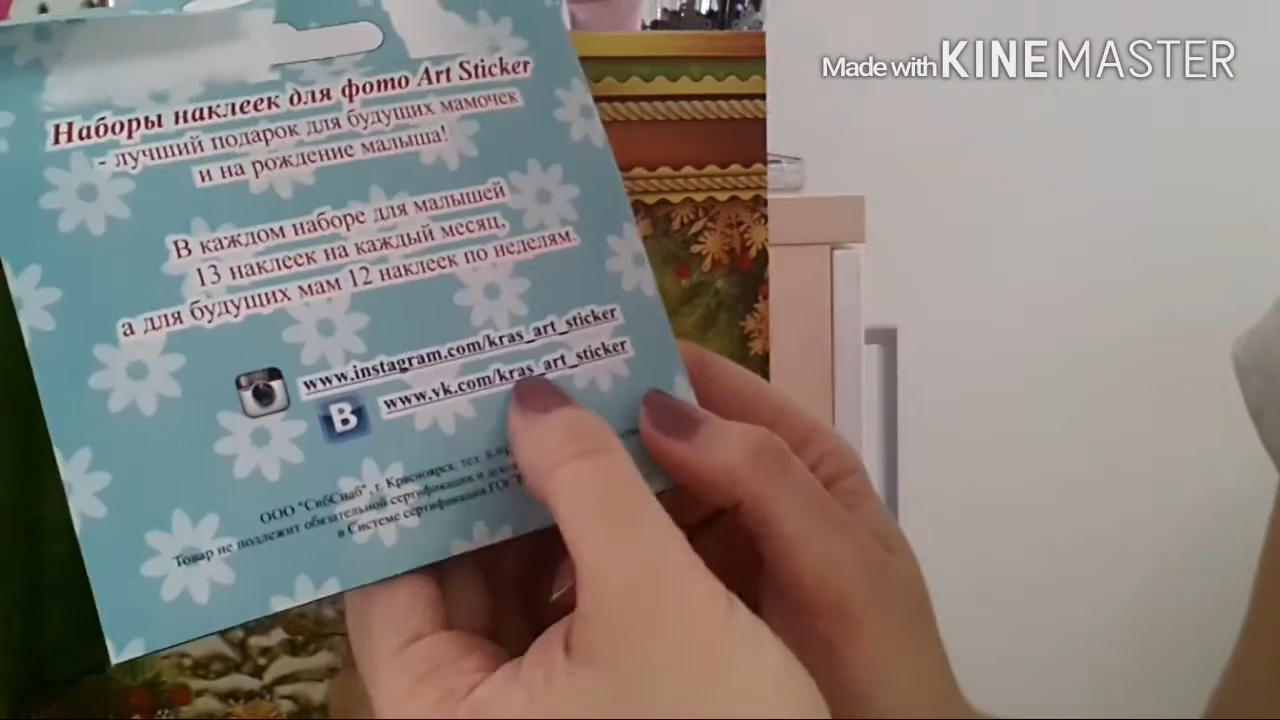 Made with KINEMASTER
Наборы наклеек для фото Art Sticker
- лучший подарок для будущих мамочек
и на рождение малыша!
В каждом наборе для малышей
13 наклеек на каждый месяц,
а для будущих мам 12 наклеек по неделям.
www.instagram.com/kras_art_sticker
B www.vk.com/kras_art_sticker
ООО "СибСнаб", г. Красноярск, тел.
Товар не подлежит обязательной сертификации и
в Системе сертификации ГОСТ